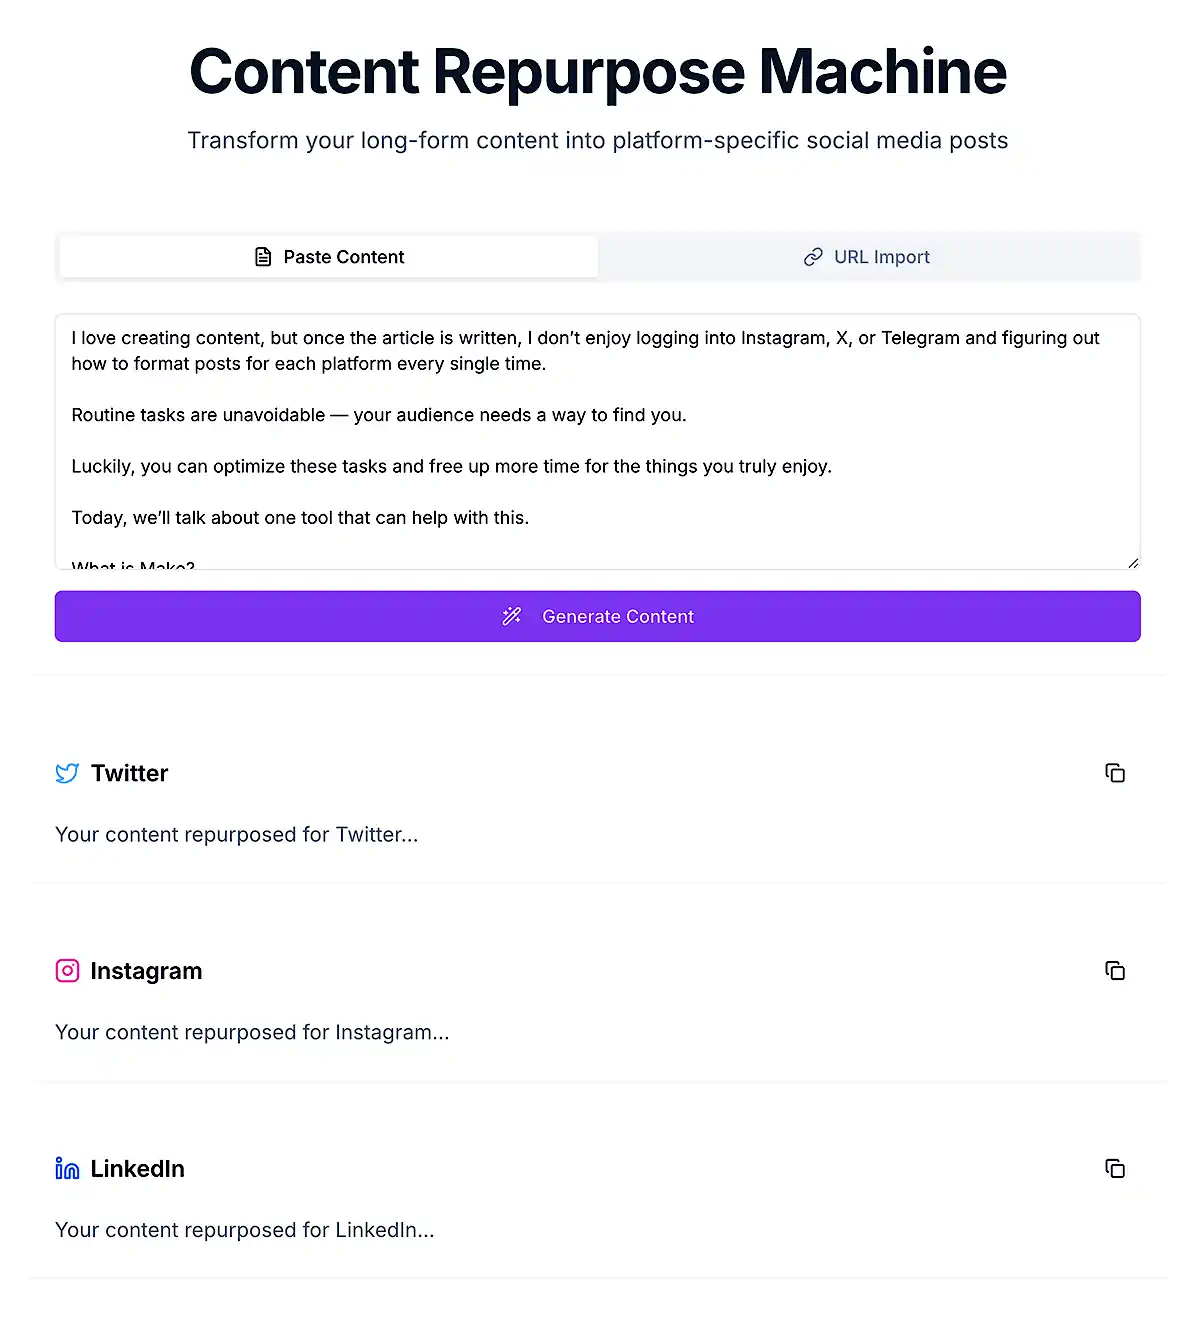 Content Repurpose Machine
Transform your long-form content into platform-specific social media posts
Paste Content
URL Import
I love creating content, but once the article is written, I don’t enjoy logging into Instagram, X, or Telegram and figuring out
how to format posts for each platform every single time.
Routine tasks are unavoidable — your audience needs a way to find you.
Luckily, you can optimize these tasks and free up more time for the things you truly enjoy.
Today, we’ll talk about one tool that can help with this.
What is Make?
Generate Content
Twitter
Your content repurposed for Twitter...
Instagram
Your content repurposed for Instagram...
LinkedIn
Your content repurposed for LinkedIn...